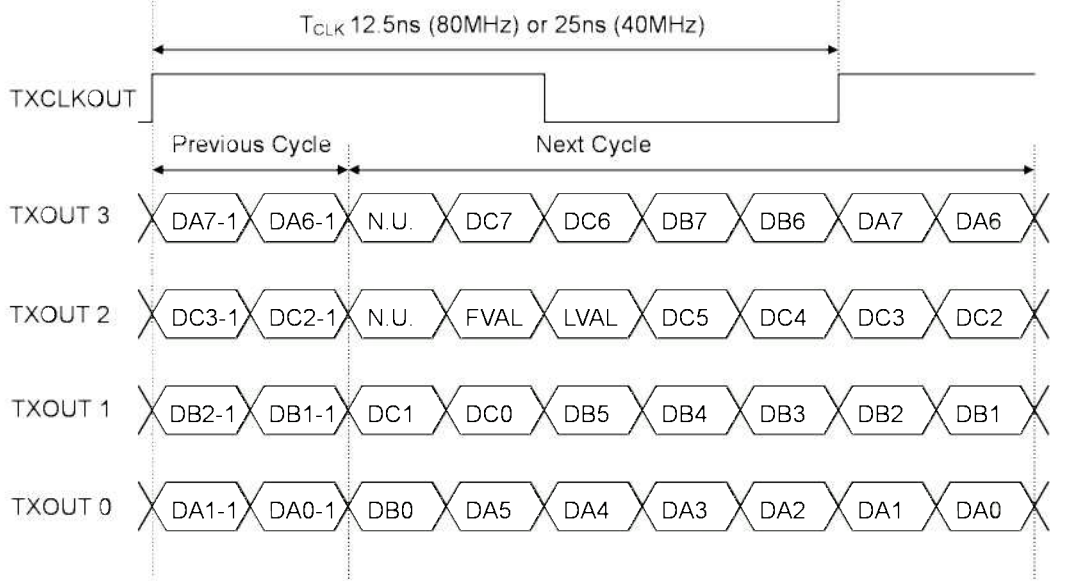 TCLK 12.5ns (80MHz) or 25ns (40MHz)
TXCLKOUT
Previous Cycle Next Cycle
TXOUT 3 DA7-1 DA6-1 N.U. DC7 DC6 DB7 DB6 DA7 DA6
TXOUT 2 DC3-1 DC2-1 N.U. FVAL LVAL DC5 DC4 DC3 DC2
TXOUT 1 DB2-1 DB1-1 DC1 DC0 DB5 DB4 DB3 DB2 DB1
TXOUT 0 DA1-1 DA0-1 DB0 DA5 DA4 DA3 DA2 DA1 DA0